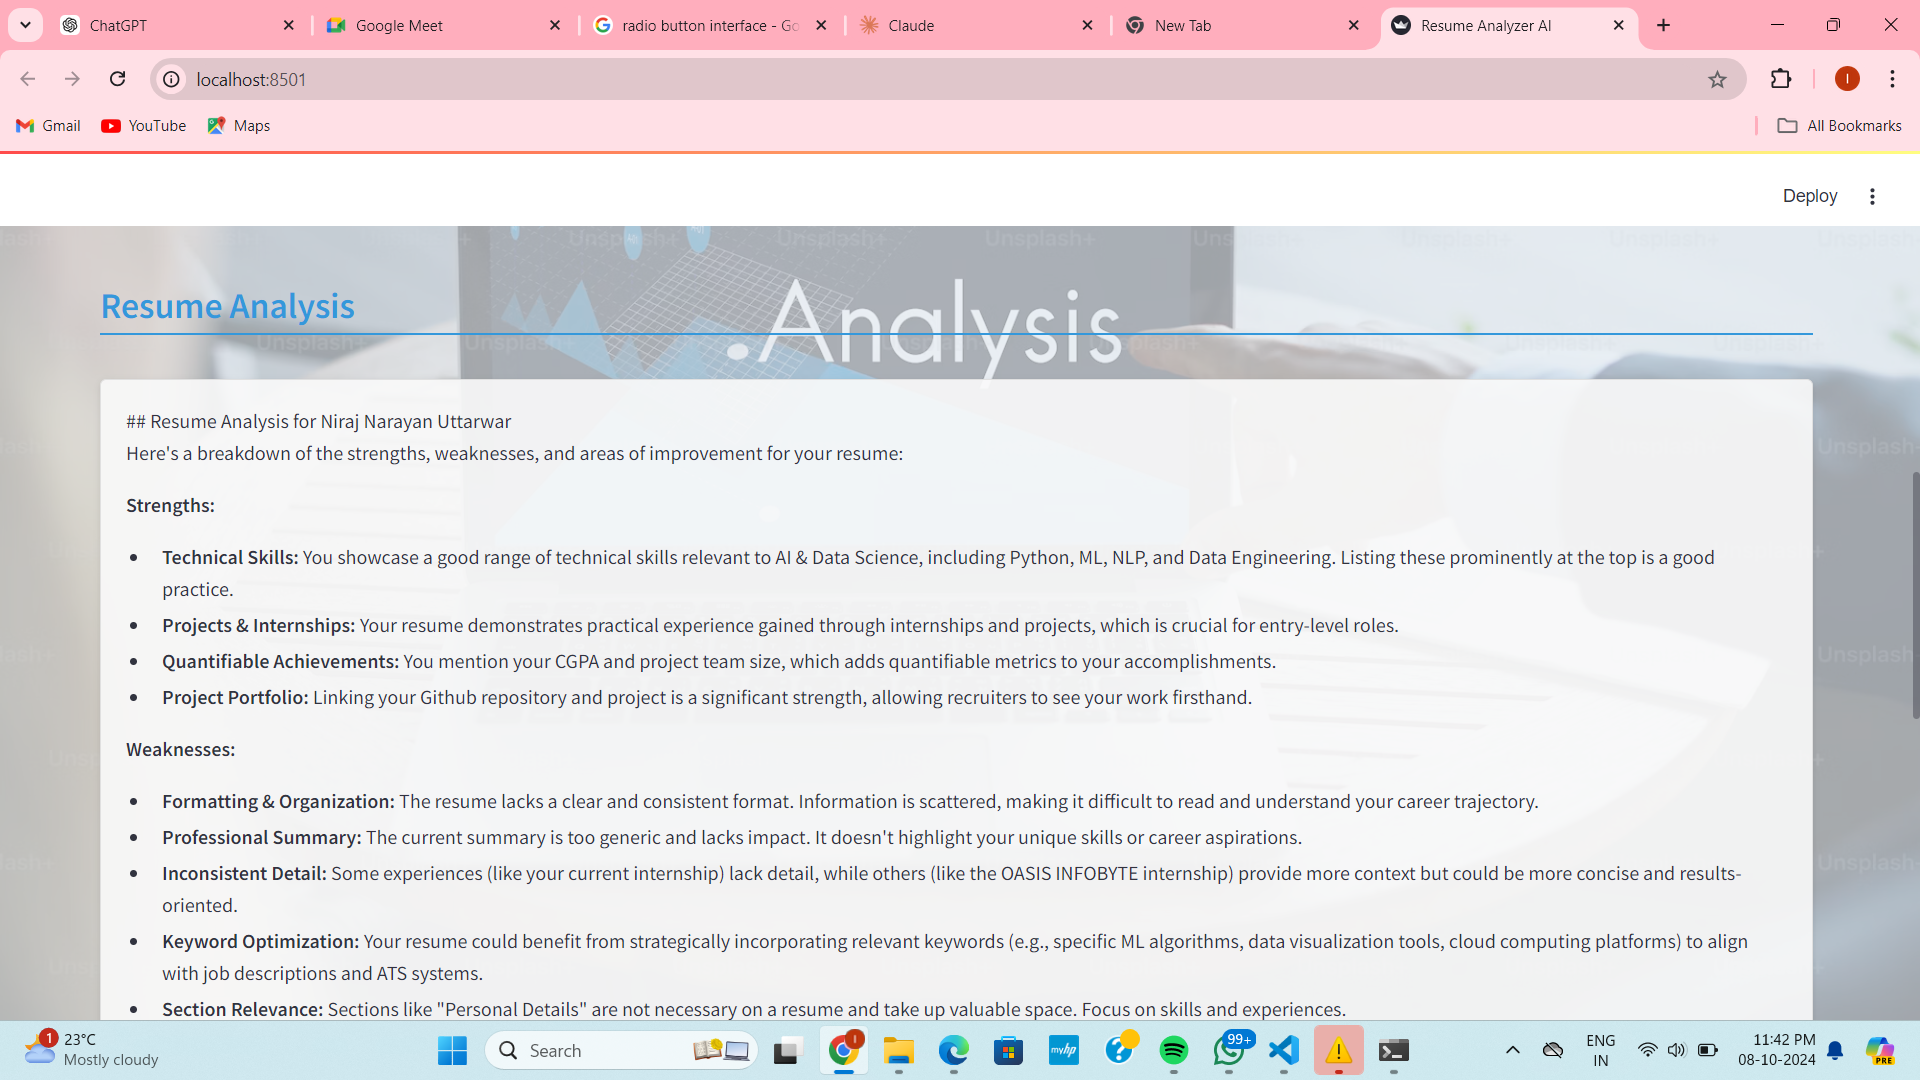 ChatGPT
Google Meet
radio button interface - Go
Claude
New Tab
Resume Analyzer AI
localhost:8501
I
Gmail
YouTube
Maps
All Bookmarks
Deploy
Unsplash+ Unsplash+ Unsplash+ Unsplash+ Unsplash+ Unsplash+
Resume Analysis
.Analysis
Unsplash+ Unsplash+ Unsplash+ Unsplash+ Unsplash+
## Resume Analysis for Niraj Narayan Uttarwar
Here's a breakdown of the strengths, weaknesses, and areas of improvement for your resume:
Strengths:
• Technical Skills: You showcase a good range of technical skills relevant to AI & Data Science, including Python, ML, NLP, and Data Engineering. Listing these prominently at the top is a good
practice.
• Projects & Internships: Your resume demonstrates practical experience gained through internships and projects, which is crucial for entry-level roles.
• Quantifiable Achievements: You mention your CGPA and project team size, which adds quantifiable metrics to your accomplishments.
• Project Portfolio: Linking your Github repository and project is a significant strength, allowing recruiters to see your work firsthand.
Weaknesses:
• Formatting & Organization: The resume lacks a clear and consistent format. Information is scattered, making it difficult to read and understand your career trajectory.
• Professional Summary: The current summary is too generic and lacks impact. It doesn't highlight your unique skills or career aspirations.
• Inconsistent Detail: Some experiences (like your current internship) lack detail, while others (like the OASIS INFOBYTE internship) provide more context but could be more concise and results-
oriented.
• Keyword Optimization: Your resume could benefit from strategically incorporating relevant keywords (e.g., specific ML algorithms, data visualization tools, cloud computing platforms) to align
with job descriptions and ATS systems.
• Section Relevance: Sections like "Personal Details" are not necessary on a resume and take up valuable space. Focus on skills and experiences.
1
23°C
Mostly cloudy
Search
I
myhp
99+
ENG
IN
11:42 PM
08-10-2024
PRE